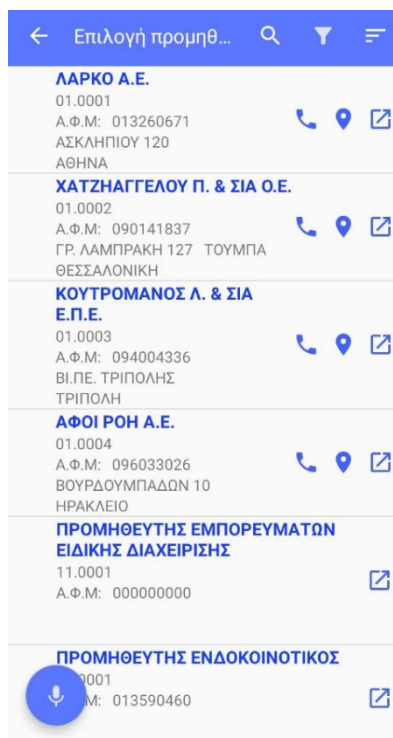 Επιλογή προμηθ...
ΛΑΡΚΟ Α.Ε.
01.0001
Α.Φ.Μ: 013260671
ΑΣΚΛΗΠΙΟΥ 120
ΑΘΗΝΑ
ΧΑΤΖΗΑΓΓΕΛΟΥ Π. & ΣΙΑ Ο.Ε.
01.0002
Α.Φ.Μ: 090141837
ΓΡ. ΛΑΜΠΡΑΚΗ 127 ΤΟΥΜΠΑ
ΘΕΣΣΑΛΟΝΙΚΗ
ΚΟΥΤΡΟΜΑΝΟΣ Λ. & ΣΙΑ
Ε.Π.Ε.
01.0003
Α.Φ.Μ: 094004336
ΒΙ.ΠΕ. ΤΡΙΠΟΛΗΣ
ΤΡΙΠΟΛΗ
ΑΦΟΙ ΡΟΗ Α.Ε.
01.0004
Α.Φ.Μ: 096033026
ΒΟΥΡΔΟΥΜΠΑΔΩΝ 10
ΗΡΑΚΛΕΙΟ
ΠΡΟΜΗΘΕΥΤΗΣ ΕΜΠΟΡΕΥΜΑΤΩΝ
ΕΙΔΙΚΗΣ ΔΙΑΧΕΙΡΙΣΗΣ
11.0001
Α.Φ.Μ: 000000000
ΠΡΟΜΗΘΕΥΤΗΣ ΕΝΔΟΚΟΙΝΟΤΙΚΟΣ
0001
Μ: 013590460